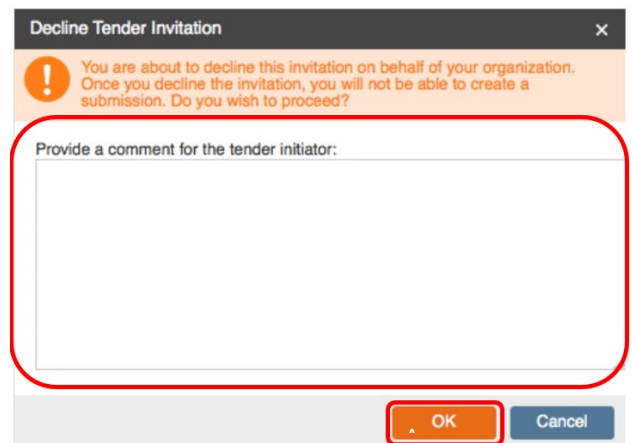 Decline Tender Invitation
You are about to decline this invitation on behalf of your organization.
Once you decline the invitation, you will not be able to create a
submission. Do you wish to proceed?
Provide a comment for the tender initiator:
OK
Cancel